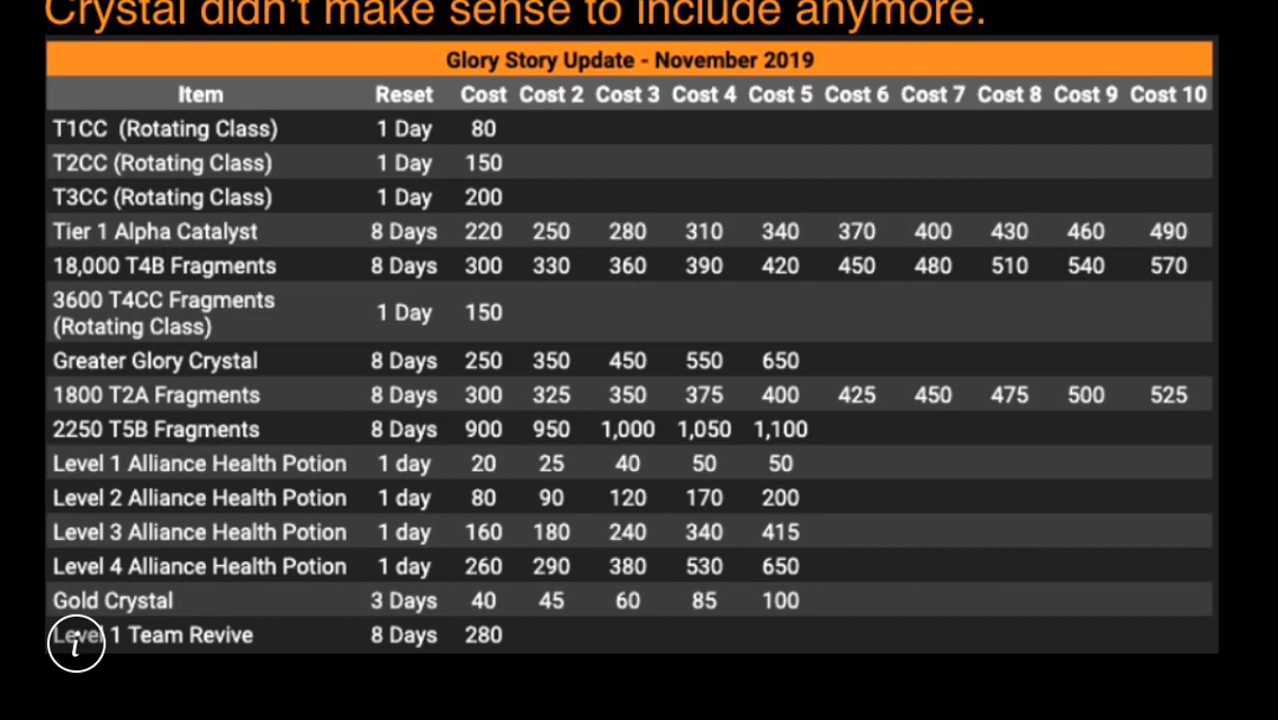 Crystal didn't make sense to include anymore.
Glory Story Update - November 2019
Item Reset Cost Cost 2 Cost 3 Cost 4 Cost 5 Cost 6 Cost 7 Cost 8 Cost 9 Cost 10
T1CC (Rotating Class) 1 Day 80
T2CC (Rotating Class) 1 Day 150
T3CC (Rotating Class) 1 Day 200
Tier 1 Alpha Catalyst 8 Days 220 250 280 310 340 370 400 430 460 490
18,000 T4B Fragments 8 Days 300 330 360 390 420 450 480 510 540 570
3600 T4CC Fragments
(Rotating Class) 1 Day 150
Greater Glory Crystal 8 Days 250 350 450 550 650
1800 T2A Fragments 8 Days 300 325 350 375 400 425 450 475 500 525
2250 T5B Fragments 8 Days 900 950 1,000 1,050 1,100
Level 1 Alliance Health Potion 1 day 20 25 40 50 50
Level 2 Alliance Health Potion 1 day 80 90 120 170 200
Level 3 Alliance Health Potion 1 day 160 180 240 340 415
Level 4 Alliance Health Potion 1 day 260 290 380 530 650
Gold Crystal 3 Days 40 45 60 85 100
Level 1 Team Revive 8 Days 280
i